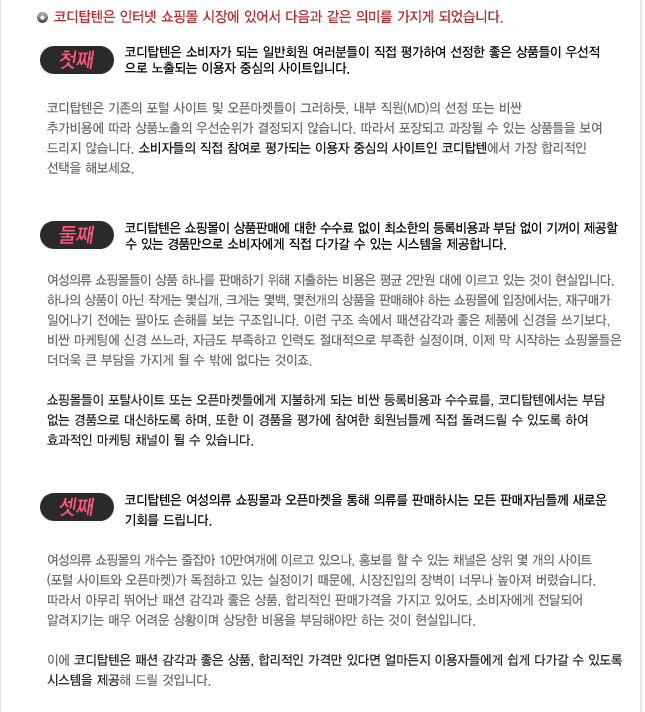 코디탑텐은 인터넷 쇼핑몰 시장에 있어서 다음과 같은 의미를 가지게 되었습니다.
첫째
코디탑텐은 소비자가 되는 일반회원 여러분들이 직접 평가하여 선정한 좋은 상품들이 우선적
으로 노출되는 이용자 중심의 사이트입니다.
코디탑텐은 기존의 포털 사이트 및 오픈마켓들이 그러하듯, 내부 직원(MD)의 선정 또는 비싼
추가비용에 따라 상품노출의 우선순위가 결정되지 않습니다. 따라서 포장되고 과장될 수 있는 상품들을 보여
드리지 않습니다. 소비자들의 직접 참여로 평가되는 이용자 중심의 사이트인 코디탑텐에서 가장 합리적인
선택을 해보세요.
둘째
코디탑텐은 쇼핑몰이 상품판매에 대한 수수료 없이 최소한의 등록비용과 부담 없이 기꺼이 제공할
수 있는 경품만으로 소비자에게 직접 다가갈 수 있는 시스템을 제공합니다.
여성의류 쇼핑몰들이 상품 하나를 판매하기 위해 지출하는 비용은 평균 2만원 대에 이르고 있는 것이 현실입니다.
하나의 상품이 아닌 작게는 몇십개, 크게는 몇백, 몇천개의 상품을 판매해야 하는 쇼핑몰에 입장에서는, 재구매가
일어나기 전에는 팔아도 손해를 보는 구조입니다. 이런 구조 속에서 패션감각과 좋은 제품에 신경을 쓰기보다,
비싼 마케팅에 신경 쓰느라, 자금도 부족하고 인력도 절대적으로 부족한 실정이며, 이제 막 시작하는 쇼핑몰들은
더더욱 큰 부담을 가지게 될 수 밖에 없다는 것이죠.
쇼핑몰들이 포탈사이트 또는 오픈마켓들에게 지불하게 되는 비싼 등록비용과 수수료를, 코디탑텐에서는 부담
없는 경품으로 대신하도록 하며, 또한 이 경품을 평가에 참여한 회원님들께 직접 돌려드릴 수 있도록 하여
효과적인 마케팅 채널이 될 수 있습니다.
셋째
코디탑텐은 여성의류 쇼핑몰과 오픈마켓을 통해 의류를 판매하시는 모든 판매자님들께 새로운
기회를 드립니다.
여성의류 쇼핑몰의 개수는 줄잡아 10만여개에 이르고 있으나, 홍보를 할 수 있는 채널은 상위 몇 개의 사이트
(포털 사이트와 오픈마켓)가 독점하고 있는 실정이기 때문에, 시장진입의 장벽이 너무나 높아져 버렸습니다.
따라서 아무리 뛰어난 패션 감각과 좋은 상품, 합리적인 판매가격을 가지고 있어도, 소비자에게 전달되어
알려지기는 매우 어려운 상황이며 상당한 비용을 부담해야만 하는 것이 현실입니다.
이에 코디탑텐은 패션 감각과 좋은 상품, 합리적인 가격만 있다면 얼마든지 이용자들에게 쉽게 다가갈 수 있도록
시스템을 제공해 드릴 것입니다.